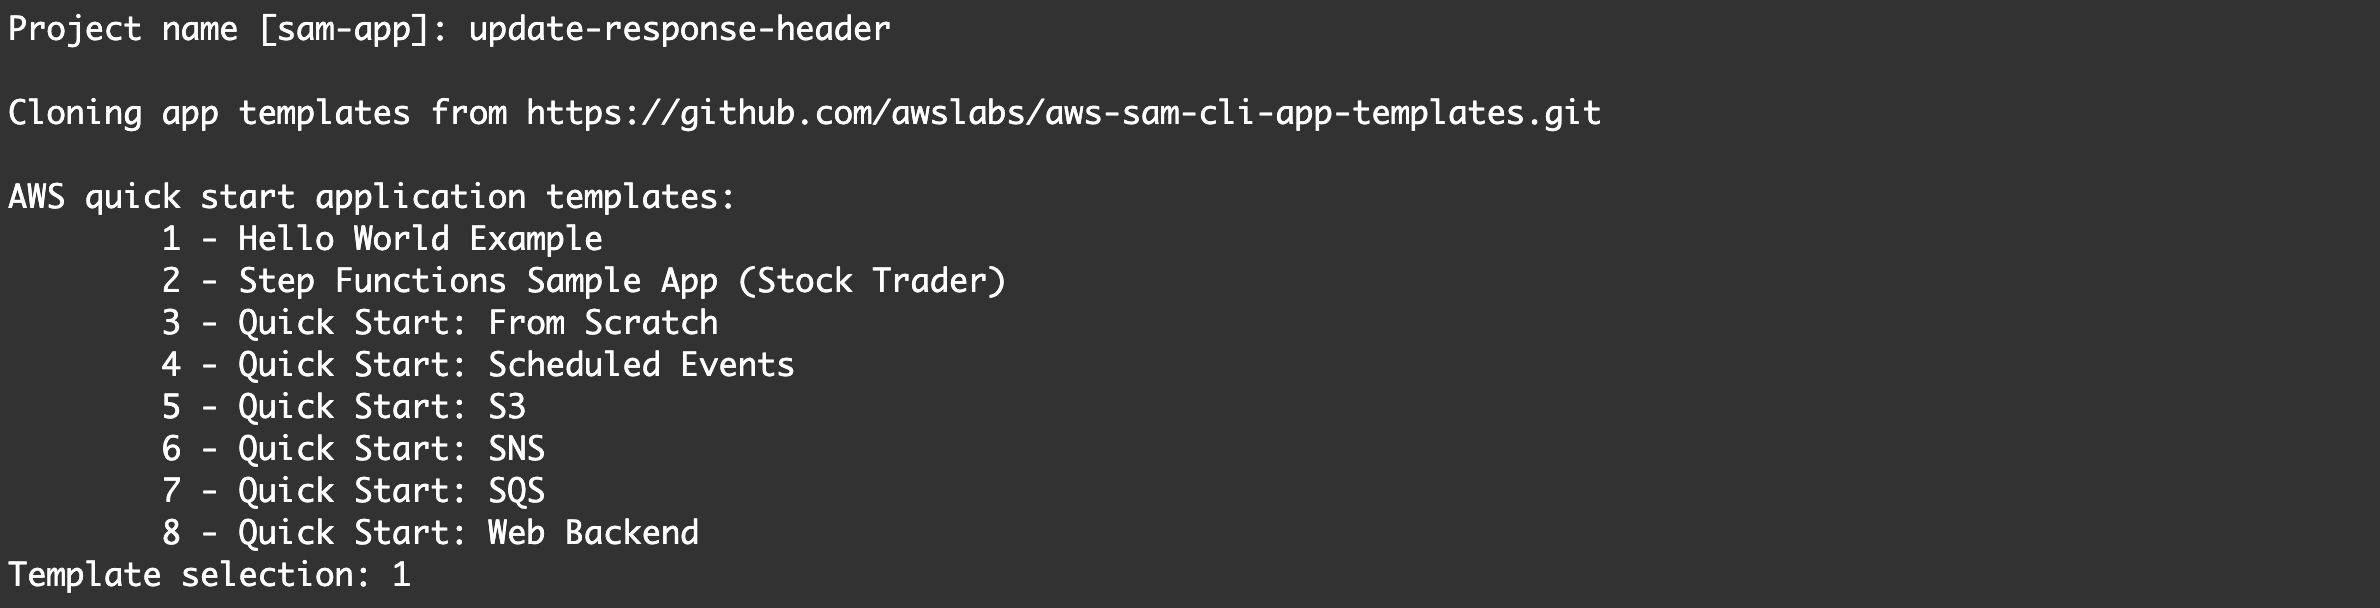 Project name [sam-app]: update-response-header
Cloning app templates from https://github.com/awslabs/aws-sam-cli-app-templates.git
AWS quick start application templates:
1 - Hello World Example
2 - Step Functions Sample App (Stock Trader)
3 - Quick Start: From Scratch
4 - Quick Start: Scheduled Events
5 - Quick Start: S3
6 - Quick Start: SNS
7 - Quick Start: SQS
8 - Quick Start: Web Backend
Template selection: 1